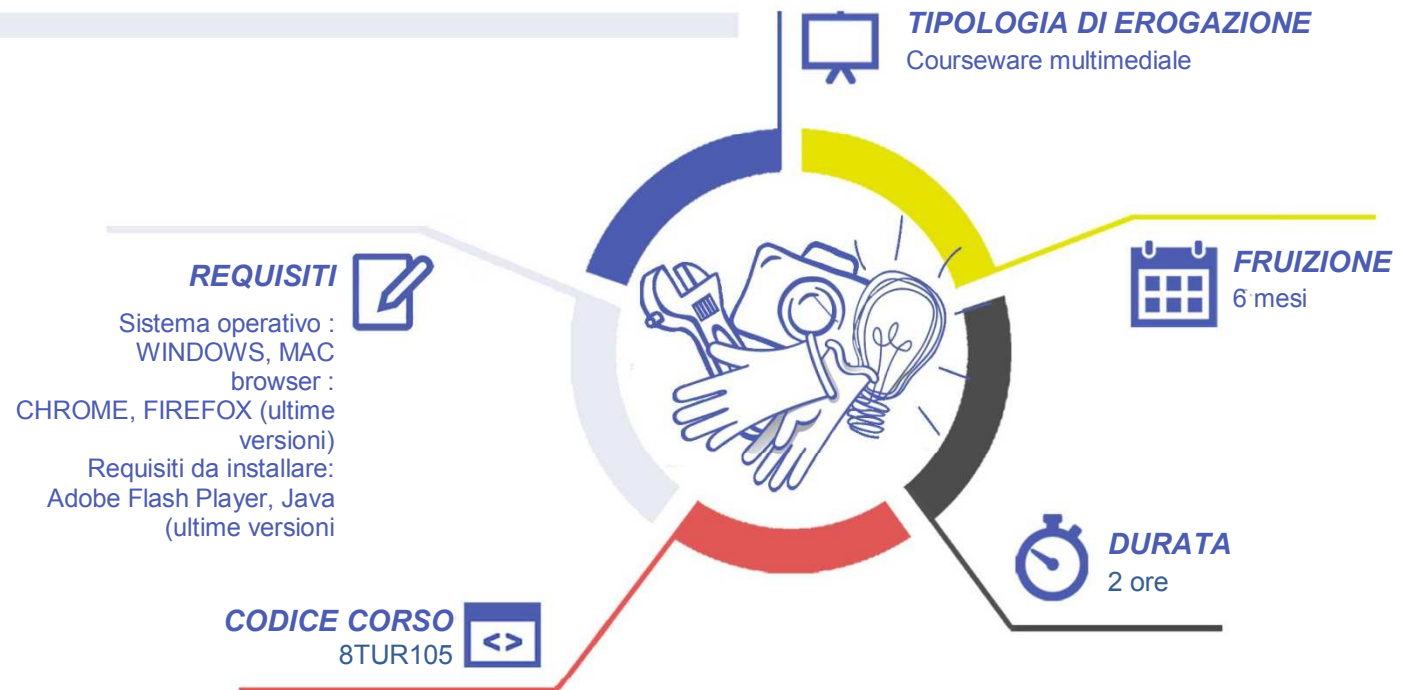 TIPOLOGIA DI EROGAZIONE
Courseware multimediale
REQUISITI
Sistema operativo :
WINDOWS, MAC
browser :
CHROME, FIREFOX (ultime
versioni)
Requisiti da installare:
Adobe Flash Player, Java
(ultime versioni
FRUIZIONE
6 mesi
DURATA
2 ore
CODICE CORSO
8TUR105
<>